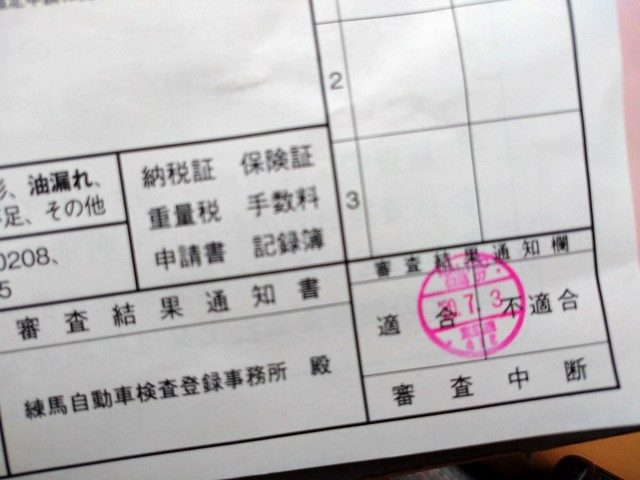 2
納税証 保険証
油漏れ、
重量税 手数料
3
足、その他
申請書 記録簿
0208、
5
審査結果通知書
審査結果通知欄
適合
不適合
7. 3
練馬自動車検査登録事務所 殿
審査中断